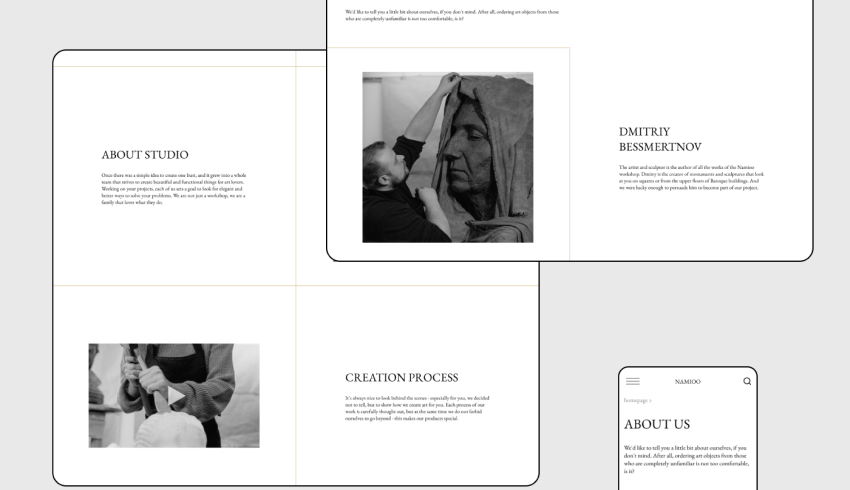 We'd like to tell you a little bit about ourselves, if you don't mind. After all, ordering art objects from those
who are completely unfamiliar is not too comfortable, is it?
ABOUT STUDIO
Once there was a simple idea to create one bust, and it grew into a whole
team that strives to create beautiful and functional things for art lovers.
Working on your projects, each of us sets a goal to look for elegant and
better ways to solve your problems. We are not just a workshop, we are a
family that loves what they do.
DMITRIY
BESSMERTNOV
The artist and sculptor is the author of all the works of the Namioo
workshop. Dmitry is the creator of monuments and sculptures that look
at you on squares or from the upper floors of Baroque buildings. And
we were lucky enough to persuade him to become part of our project.
CREATION PROCESS
It's always nice to look behind the scenes - especially for you, we decided
not to tell, but to show how we count art for you. Each process of our
work is carefully thought out, but at the same time we do not forbid
ourselves to go beyond - this makes our products special.
NAMIOO
homepage >
ABOUT US
We'd like to tell you a little bit about ourselves, if you
don't mind. After all, ordering art objects from those
who are completely unfamiliar is not too comfortable,
is it?